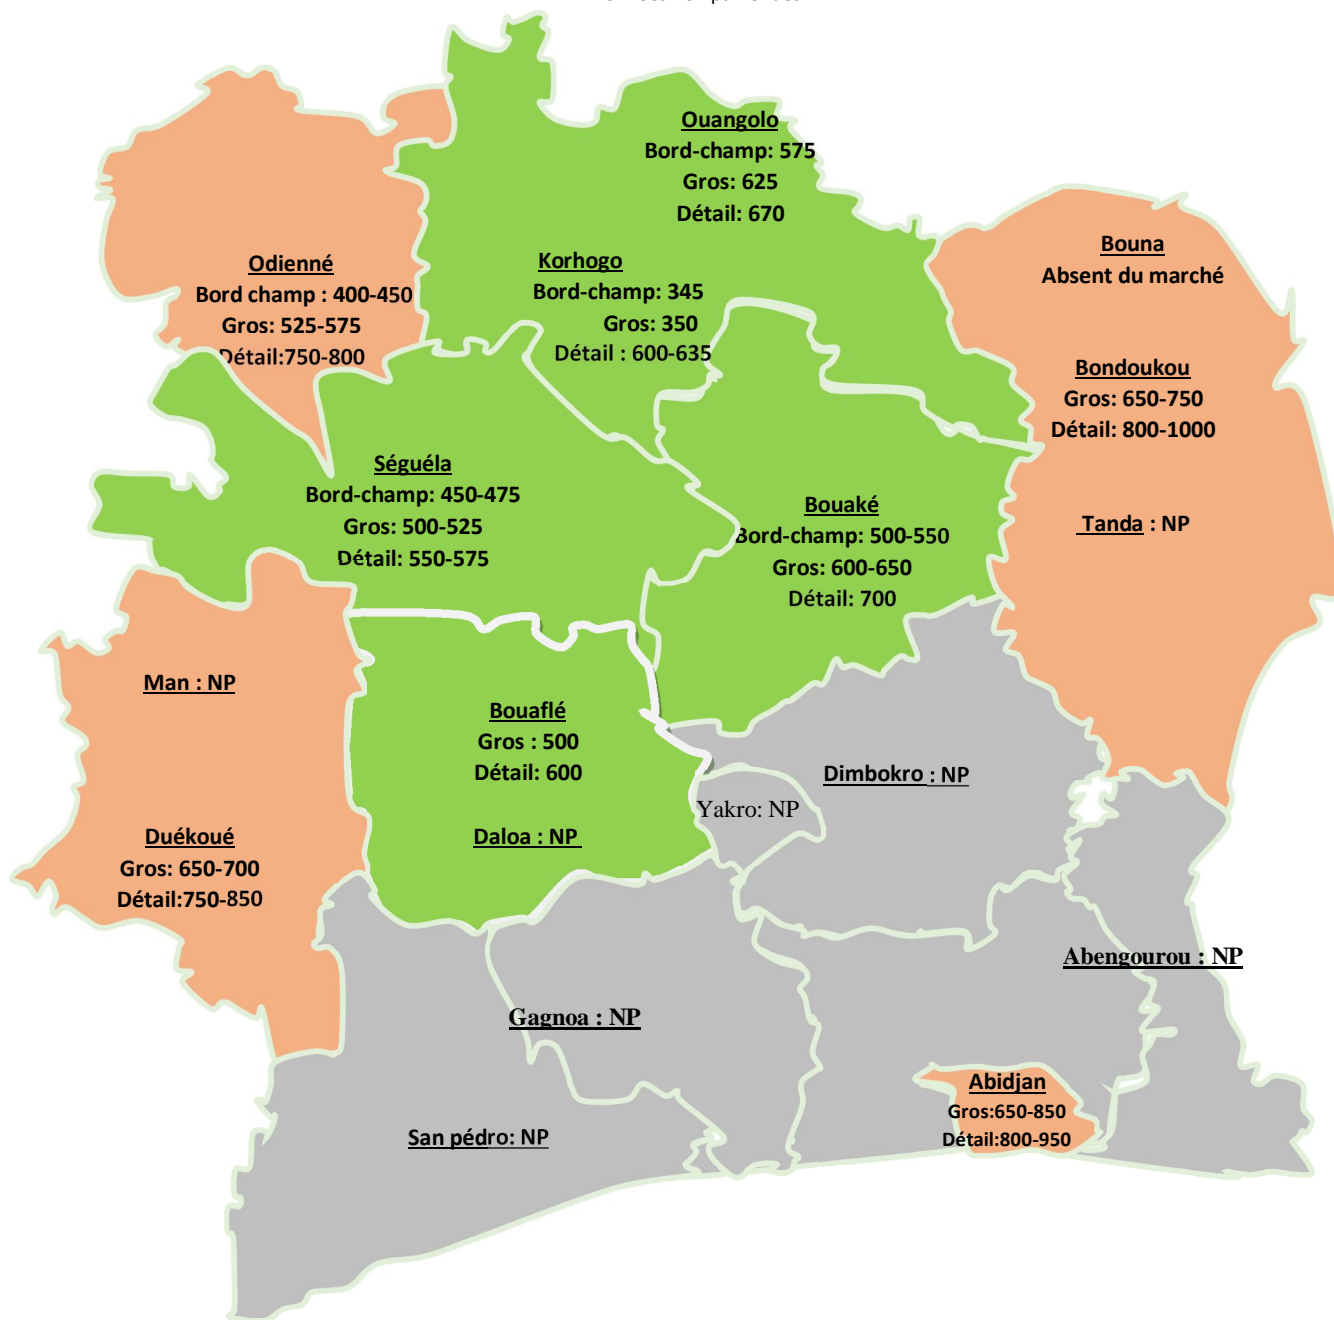 Ouangolo
Bord-champ: 575
Gros: 625
Détail: 670
Bouna
Absent du marché
Odienné
Bord champ : 400-450
Gros: 525-575
Détail:750-800
Korhogo
Bord-champ: 345
Gros: 350
Détail : 600-635
Bondoukou
Gros: 650-750
Détail: 800-1000
Séguéla
Bord-champ: 450-475
Gros: 500-525
Détail: 550-575
Bouaké
Bord-champ: 500-550
Gros: 600-650
Détail: 700
Tanda : NP
Man : NP
Bouaflé
Gros : 500
Détail: 600
Dimbokro : NP
Yakro: NP
Duékoué
Gros: 650-700
Détail:750-850
Daloa : NP
Abengourou : NP
Gagnoa : NP
Abidjan
Gros:650-850
Détail:800-950
San pédro: NP